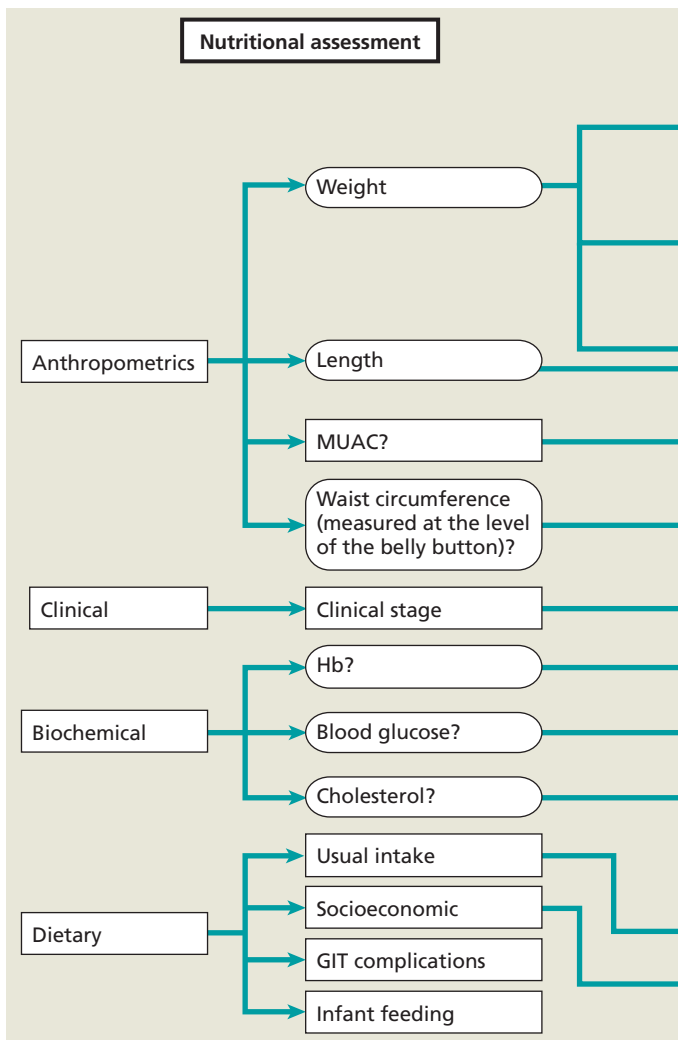 Nutritional assessment
Weight
Anthropometrics
Length
MUAC?
Waist circumference
(measured at the level
of the belly button)?
Clinical
Clinical stage
Hb?
Biochemical
Blood glucose?
Cholesterol?
Usual intake
Socioeconomic
Dietary
GIT complications
Infant feeding